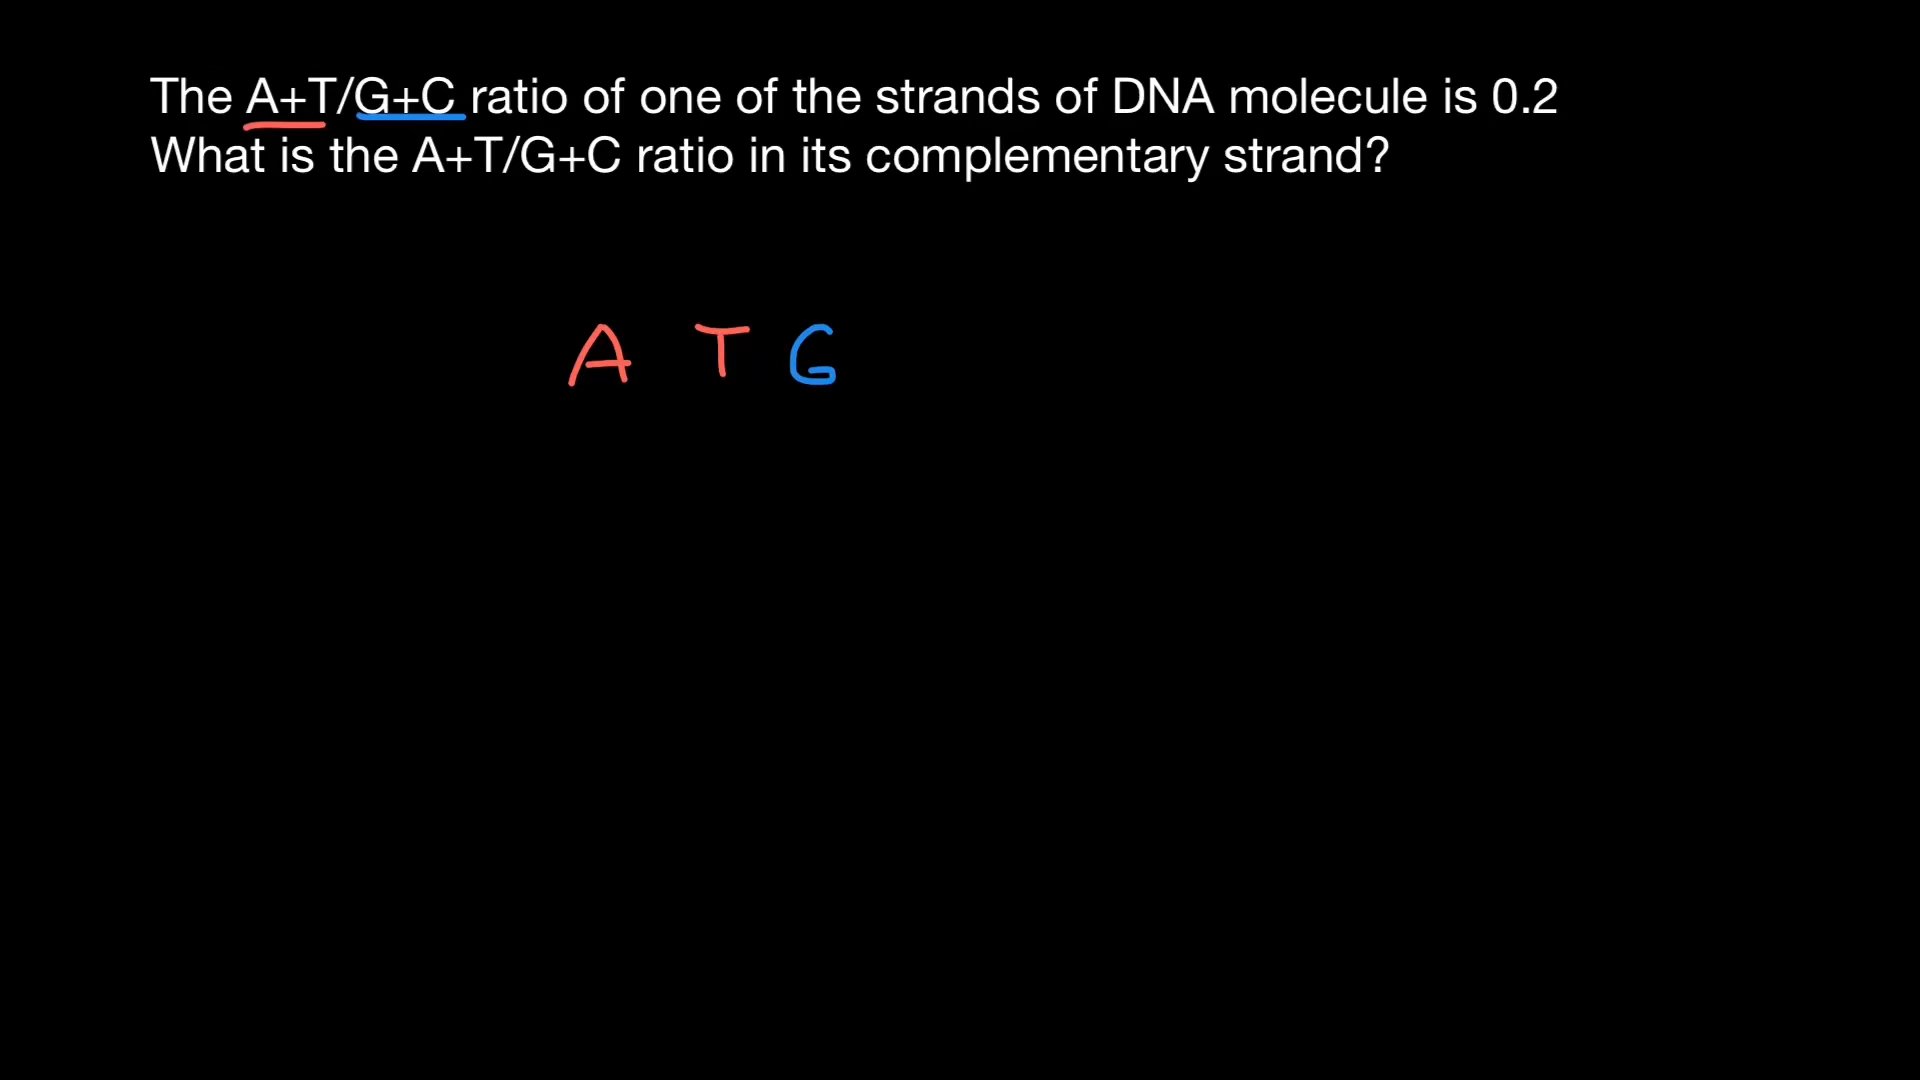 The A+T/G+C ratio of one of the strands of DNA molecule is 0.2
What is the A+T/G+C ratio in its complementary strand?
A T G